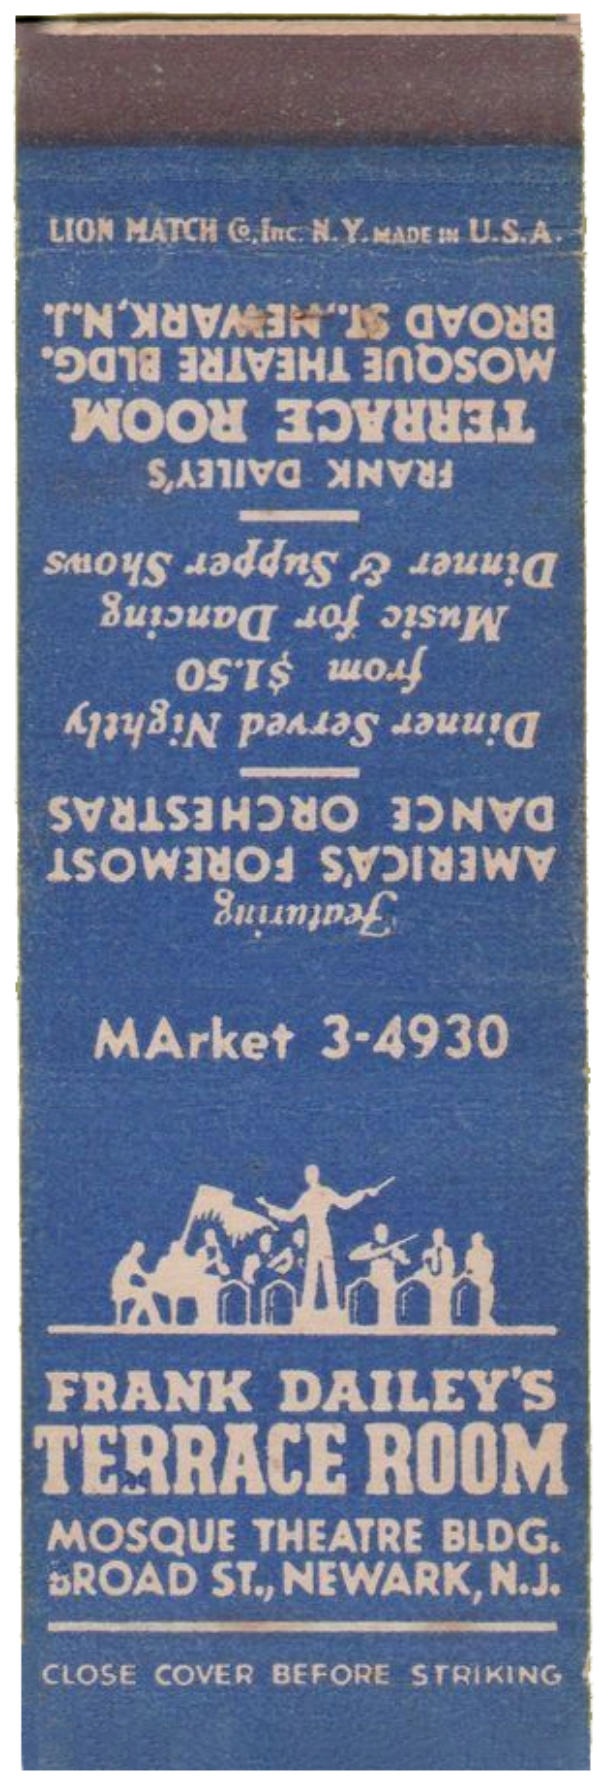 LION MATCH Co., Inc. N.Y. MADE IN U.S.A.
Featuring
AMERICA'S FOREMOST
DANCE ORCHESTRAS
Dinner Served Nightly
from $1.50
Music for Dancing
Dinner & Supper Shows
FRANK DAILEY'S
TERRACE ROOM
MOSQUE THEATRE BLDG.
BROAD ST., NEWARK, N.J.
MArket 3-4930
FRANK DAILEY'S
TERRACE ROOM
MOSQUE THEATRE BLDG.
BROAD ST., NEWARK, N.J.
CLOSE COVER BEFORE STRIKING